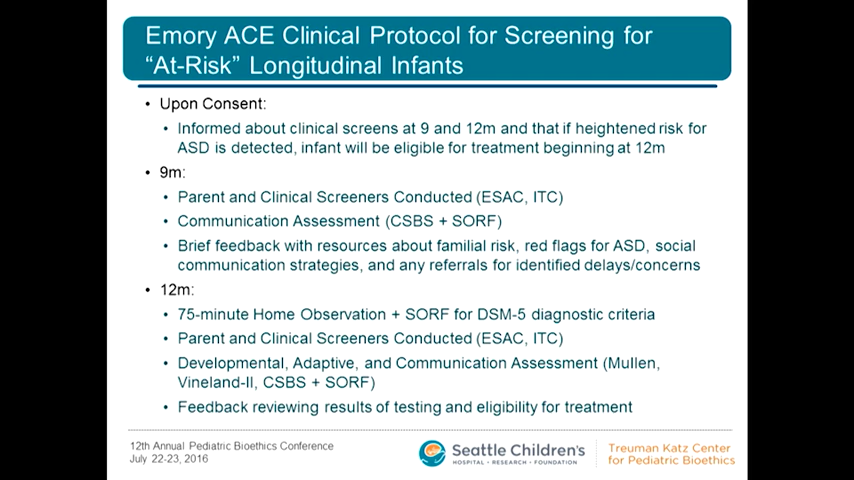 Emory ACE Clinical Protocol for Screening for
“At-Risk” Longitudinal Infants
• Upon Consent:
• Informed about clinical screens at 9 and 12m and that if heightened risk for
ASD is detected, infant will be eligible for treatment beginning at 12m
• 9m:
• Parent and Clinical Screeners Conducted (ESAC, ITC)
• Communication Assessment (CSBS + SORF)
• Brief feedback with resources about familial risk, red flags for ASD, social
communication strategies, and any referrals for identified delays/concerns
• 12m:
• 75-minute Home Observation + SORF for DSM-5 diagnostic criteria
• Parent and Clinical Screeners Conducted (ESAC, ITC)
• Developmental, Adaptive, and Communication Assessment (Mullen,
Vineland-II, CSBS + SORF)
• Feedback reviewing results of testing and eligibility for treatment
12th Annual Pediatric Bioethics Conference
July 22-23, 2016
Seattle Children's
HOSPITAL • RESEARCH • FOUNDATION
Treuman Katz Center
for Pediatric Bioethics